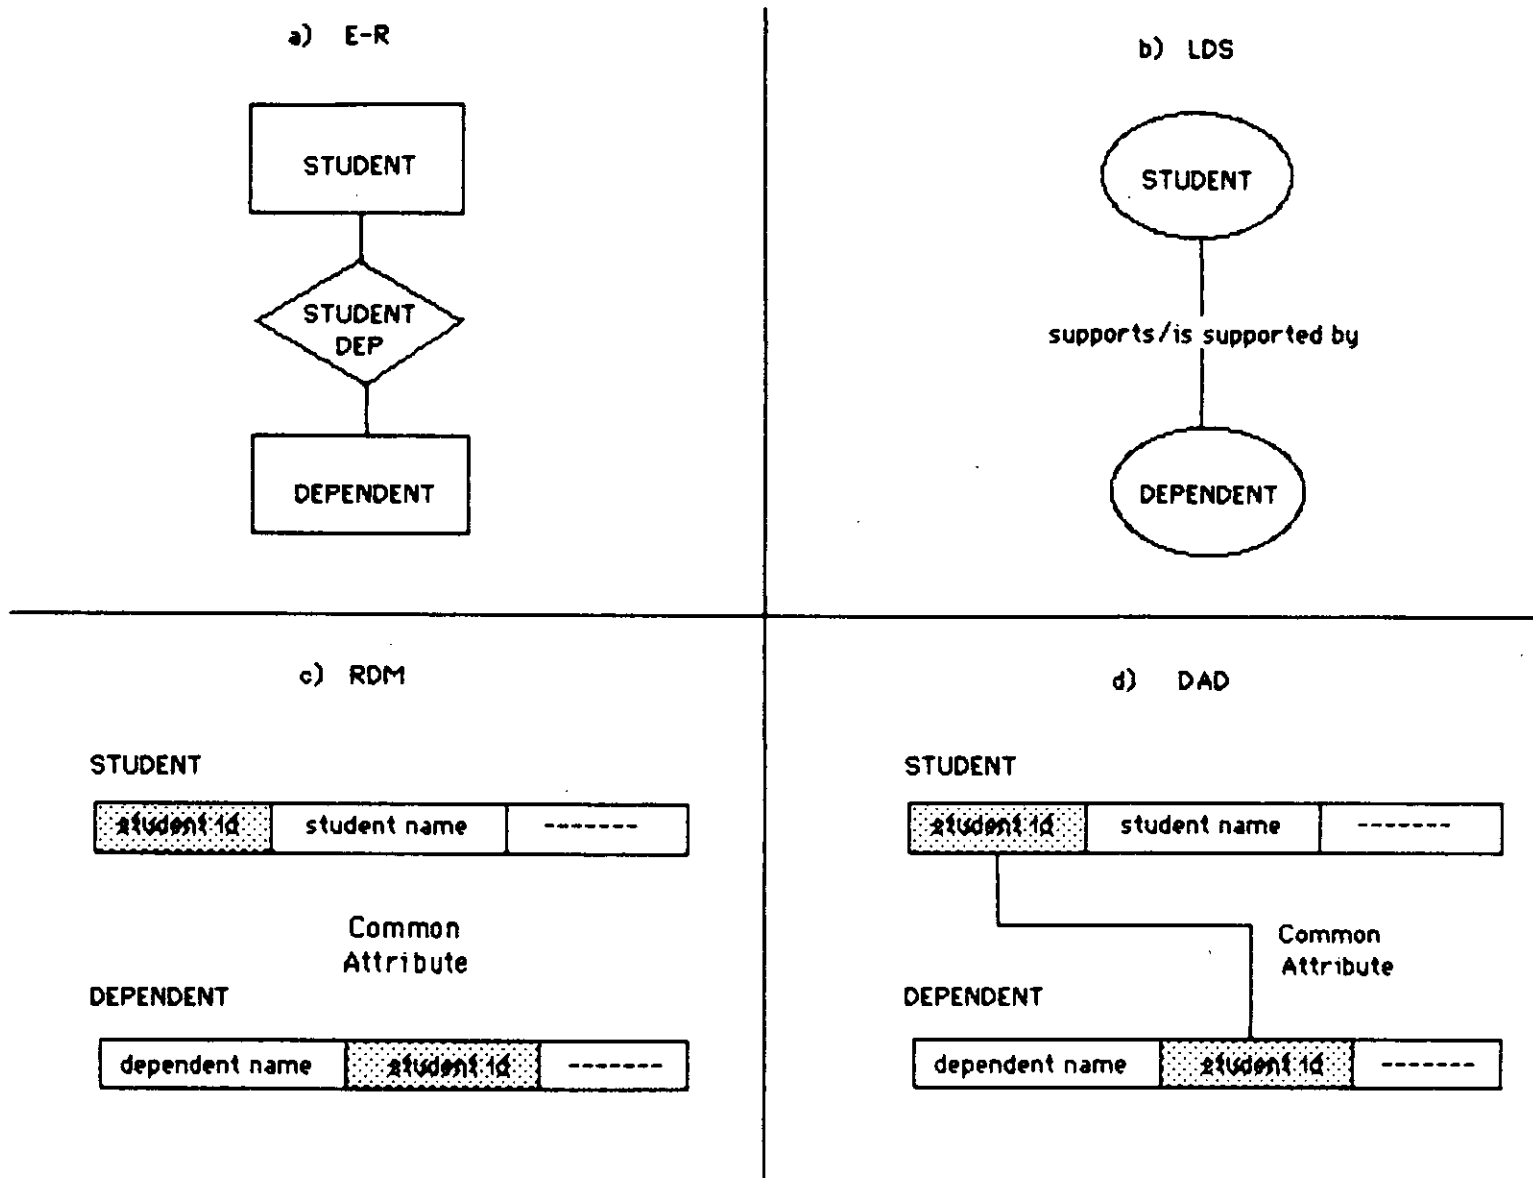 a) E-R
STUDENT
STUDENT
DEP
DEPENDENT
b) LDS
STUDENT
supports/is supported by
DEPENDENT
c) RDM
STUDENT
student id student name -------
Common
Attribute
DEPENDENT
dependent name student id -------
d) DAD
STUDENT
student id student name -------
Common
Attribute
DEPENDENT
dependent name student id -------